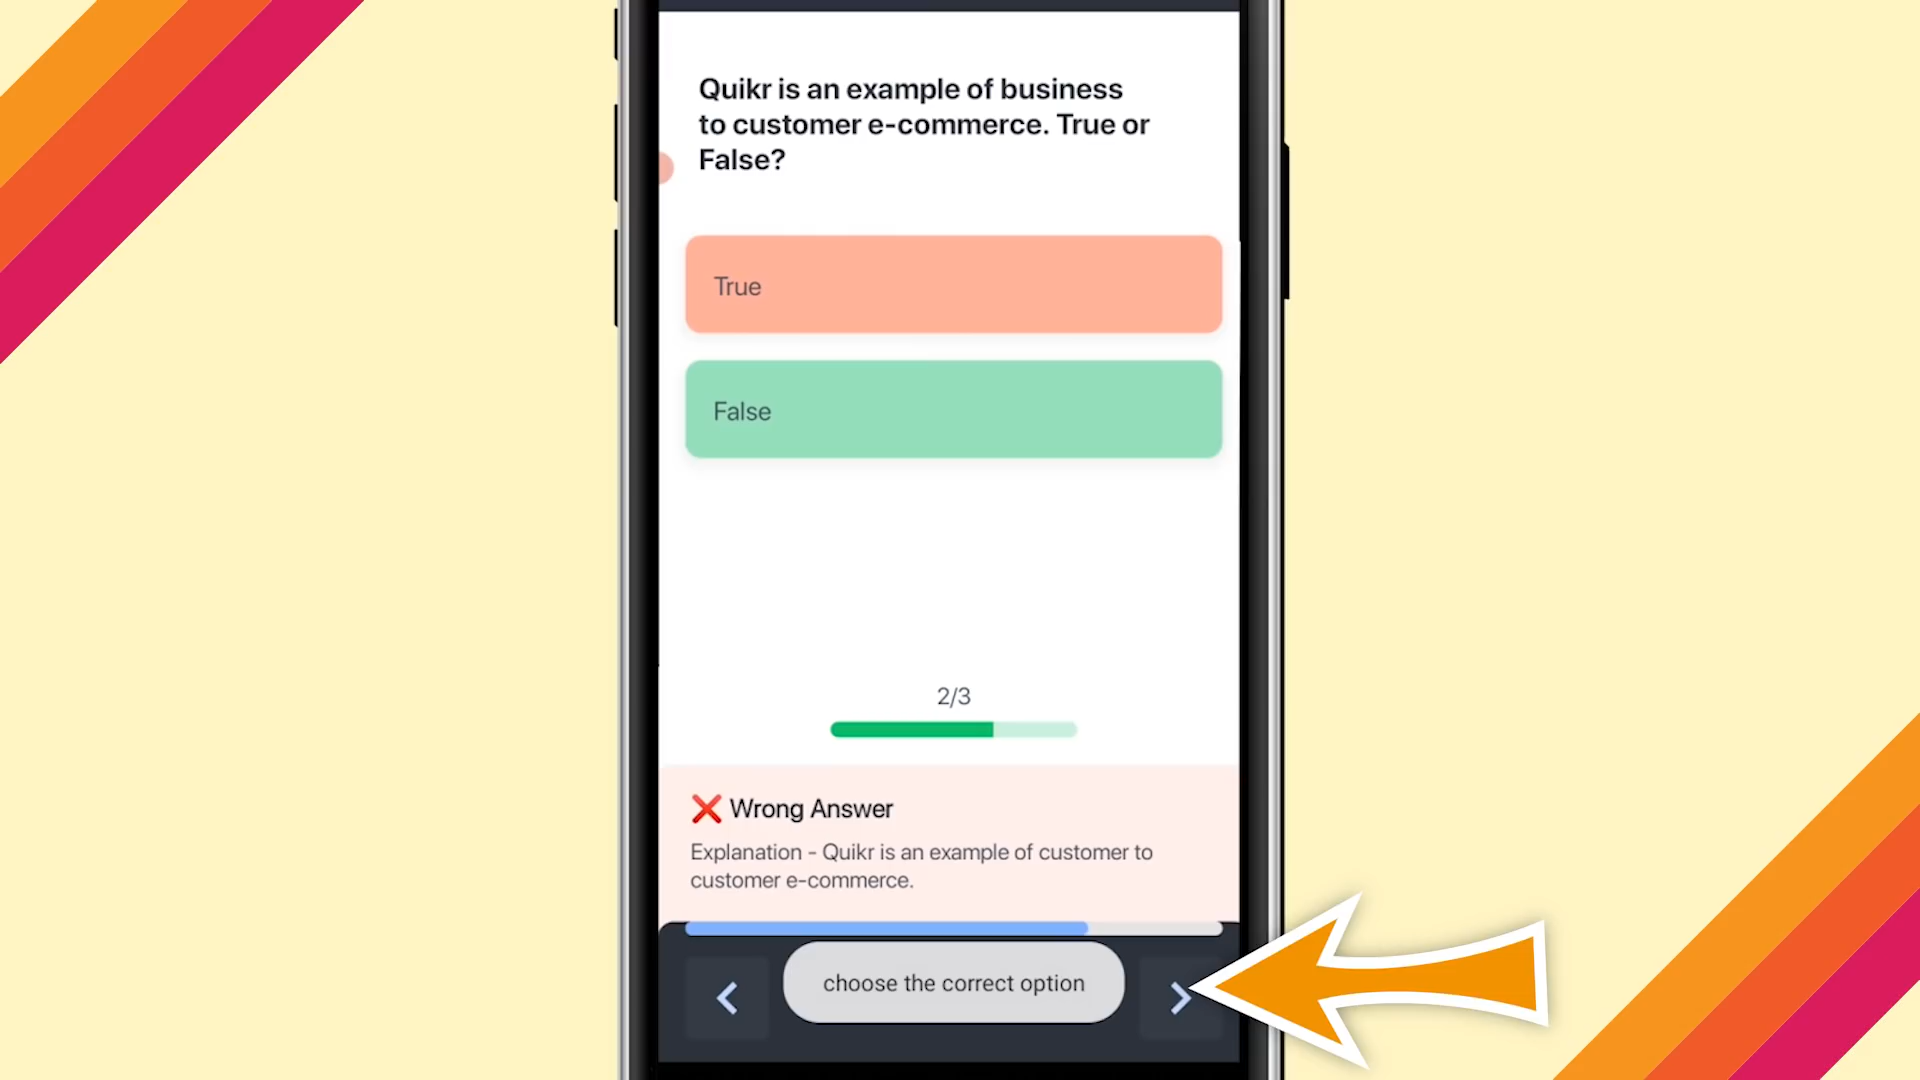 Quikr is an example of business
to customer e-commerce. True or
False?
True
False
2/3
❌ Wrong Answer
Explanation - Quikr is an example of customer to
customer e-commerce.
choose the correct option